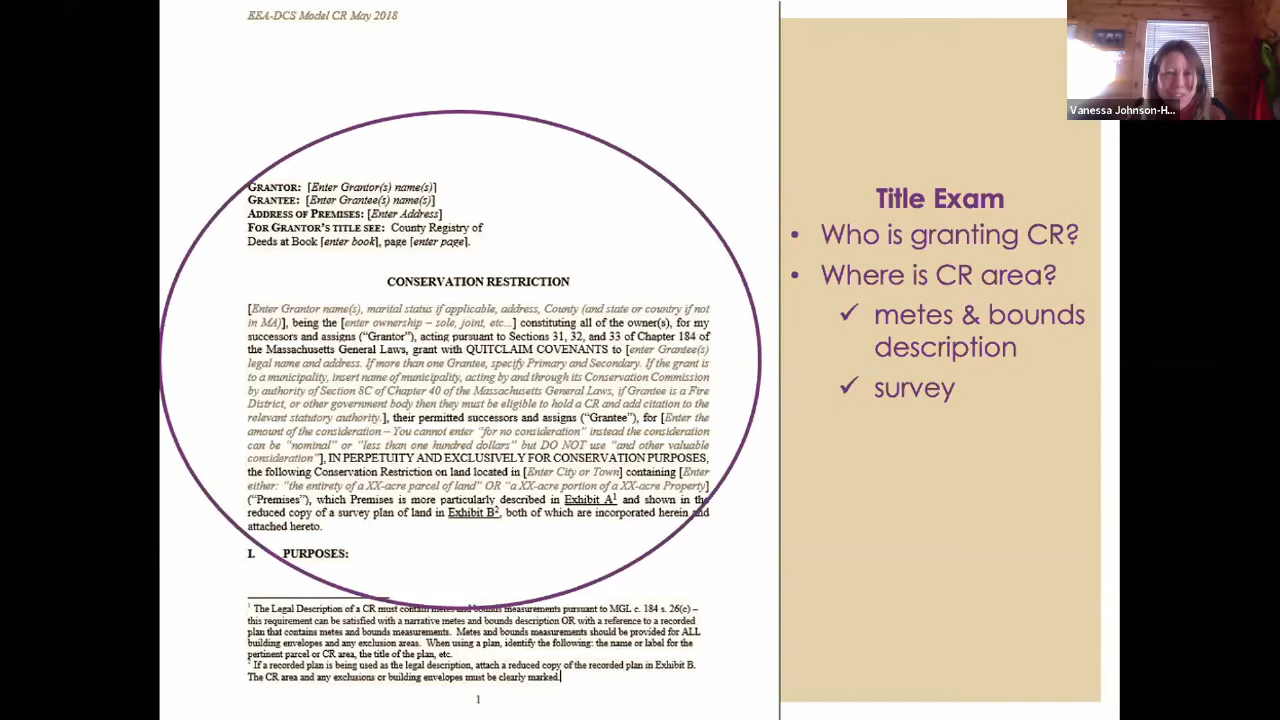 EEA-DCS Model CR May 2018
GRANTOR: [Enter Grantor(s) name(s)]
GRANTEE: [Enter Grantee(s) name(s)]
ADDRESS OF PREMISES: [Enter Address]
FOR GRANTOR'S TITLE SEE: County Registry of
Deeds at Book [enter book], page [enter page].
CONSERVATION RESTRICTION
[Enter Grantor name(s), marital status if applicable, address, County (and state or country if not
in MA)], being the [enter ownership – sole, joint, etc...] constituting all of the owner(s), for my
successors and assigns ("Grantor"), acting pursuant to Sections 31, 32, and 33 of Chapter 184 of
the Massachusetts General Laws, grant with QUITCLAIM COVENANTS to [enter Grantee(s)
legal name and address. If more than one Grantee, specify Primary and Secondary. If the grant is
to a municipality, insert name of municipality, acting by and through its Conservation Commission
by authority of Section 8C of Chapter 40 of the Massachusetts General Laws, if Grantee is a Fire
District, or other government body then they must be eligible to hold a CR and add citation to the
relevant statutory authority.], their permitted successors and assigns ("Grantee"), for [Enter the
amount of the consideration – You cannot enter "for no consideration" instead the consideration
can be "nominal" or "less than one hundred dollars" but DO NOT use "and other valuable
consideration"], IN PERPETUITY AND EXCLUSIVELY FOR CONSERVATION PURPOSES,
the following Conservation Restriction on land located in [Enter City or Town] containing [Enter
either: "the entirety of a XX-acre parcel of land" OR "a XX-acre portion of a XX-acre Property]
("Premises"), which Premises is more particularly described in Exhibit A1 and shown in the
reduced copy of a survey plan of land in Exhibit B2, both of which are incorporated herein and
attached hereto.
I. PURPOSES:
1 The Legal Description of a CR must contain metes and bounds measurements pursuant to MGL c. 184 s. 26(c) –
this requirement can be satisfied with a narrative metes and bounds description OR with a reference to a recorded
plan that contains metes and bounds measurements. Metes and bounds measurements should be provided for ALL
building envelopes and any exclusion areas. When using a plan, identify the following: the name or label for the
pertinent parcel or CR area, the title of the plan, etc.
2 If a recorded plan is being used as the legal description, attach a reduced copy of the recorded plan in Exhibit B.
The CR area and any exclusions or building envelopes must be clearly marked.
1
Title Exam
• Who is granting CR?
• Where is CR area?
✓ metes & bounds
description
✓ survey
Vanessa Johnson-H...